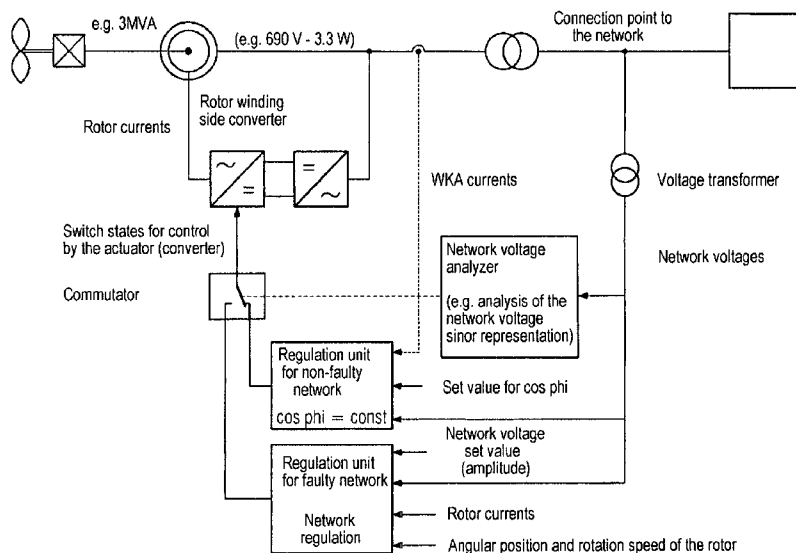 e.g. 3MVA
(e.g. 690 V - 3.3 W)
Connection point to
the network
Rotor winding
side converter
Rotor currents
~
=
=
~
WKA currents
Voltage transformer
Switch states for control
by the actuator (converter)
Network voltage
analyzer
(e.g. analysis of the
network voltage
sinor representation)
Network voltages
Commutator
Regulation unit
for non-faulty
network
cos phi = const
Set value for cos phi
Network voltage
set value
(amplitude)
Regulation unit
for faulty network
Network
regulation
Rotor currents
Angular position and rotation speed of the rotor